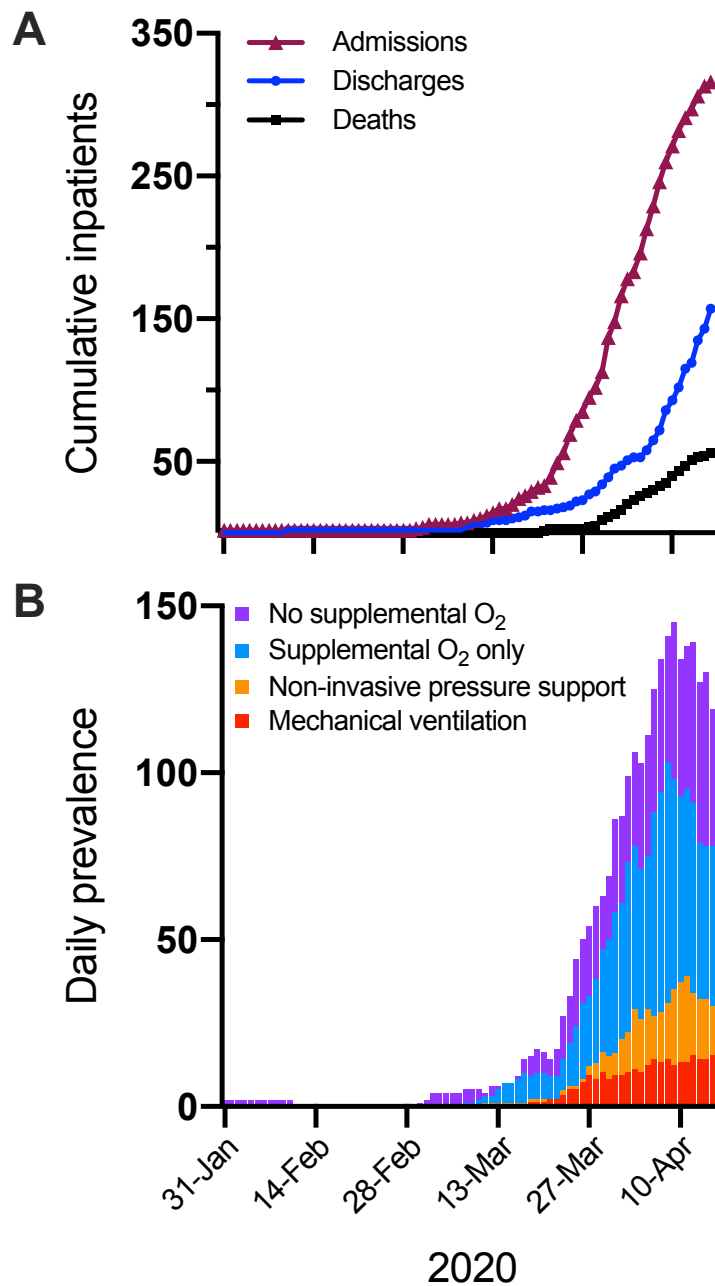 A
Cumulative inpatients
350
250
150
50
Admissions
Discharges
Deaths
B
Daily prevalence
150
100
50
0
No supplemental O₂
Supplemental O₂ only
Non-invasive pressure support
Mechanical ventilation
31-Jan
14-Feb
28-Feb
13-Mar
27-Mar
10-Apr
2020